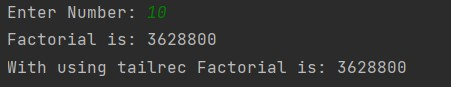 Enter Number: 10
Factorial is: 3628800
With using tailrec Factorial is: 3628800